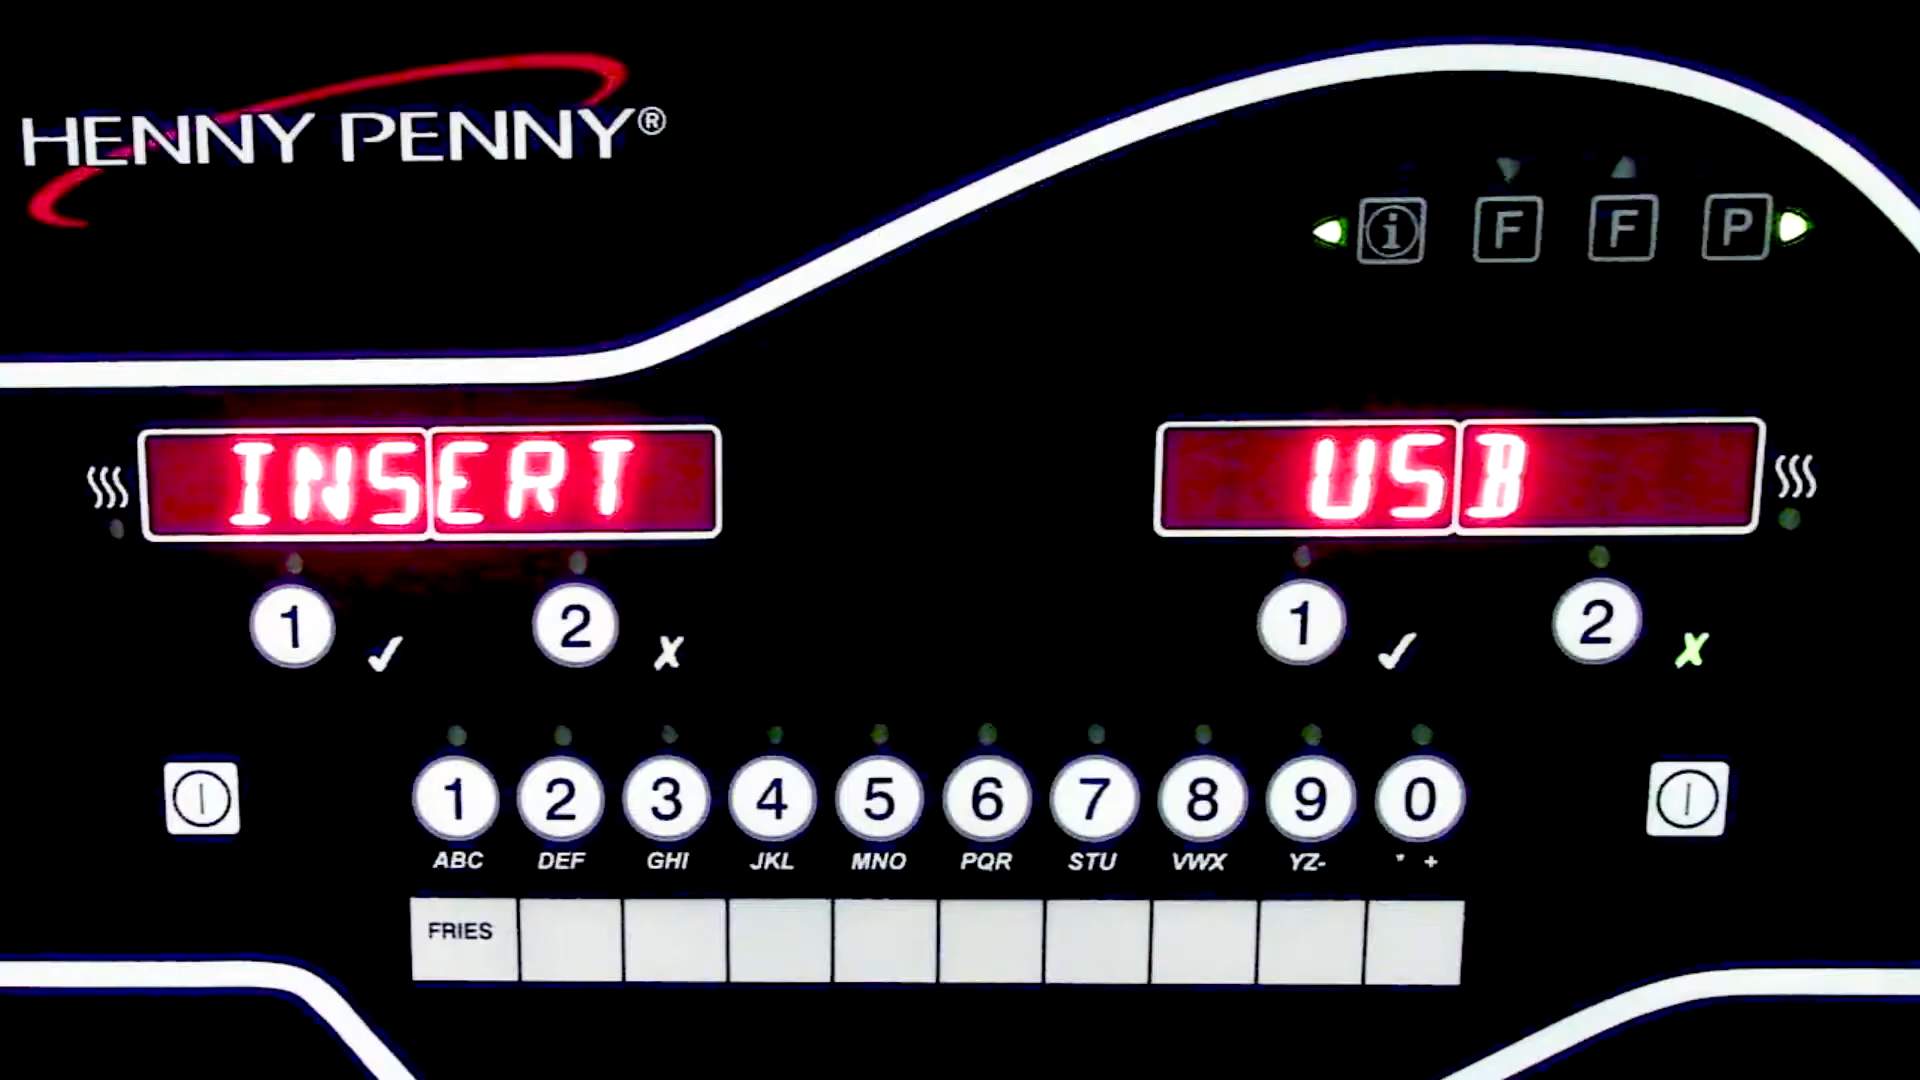 HENNY PENNY®
i F F P
INSERT USB
1 ✓ 2 X 1 ✓ 2 X
1 2 3 4 5 6 7 8 9 0
ABC DEF GHI JKL MNO PQR STU VWX YZ- * +
FRIES